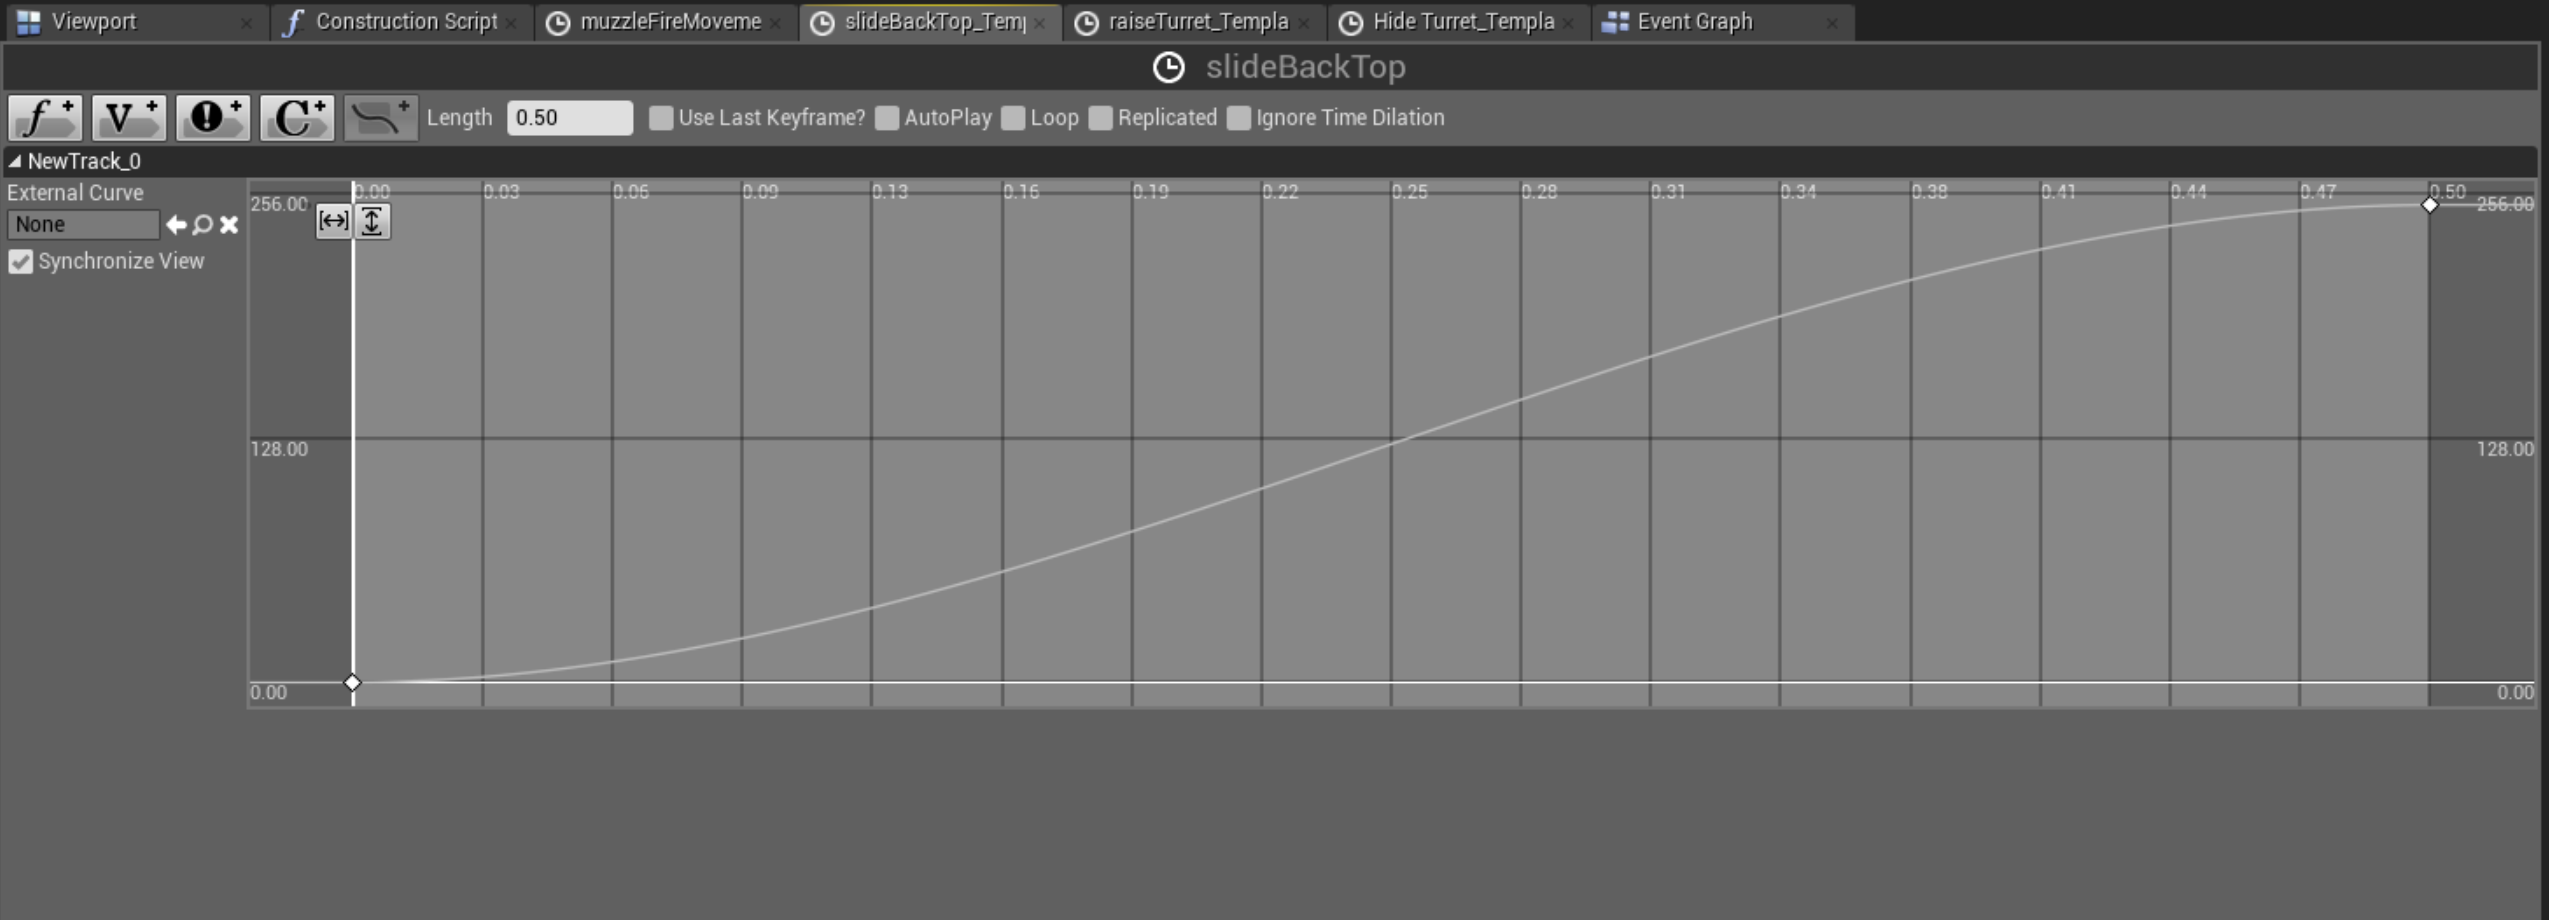 Viewport Construction Script muzzleFireMoveme slideBackTop_Temp raiseTurret_Templa Hide Turret_Templa Event Graph
slideBackTop
f+ V+ !+ C+ Length 0.50 Use Last Keyframe? AutoPlay Loop Replicated Ignore Time Dilation
NewTrack_0
External Curve
None
Synchronize View
0.00 0.03 0.06 0.09 0.13 0.16 0.19 0.22 0.25 0.28 0.31 0.34 0.38 0.41 0.44 0.47 0.50
256.00 256.00
128.00 128.00
0.00 0.00